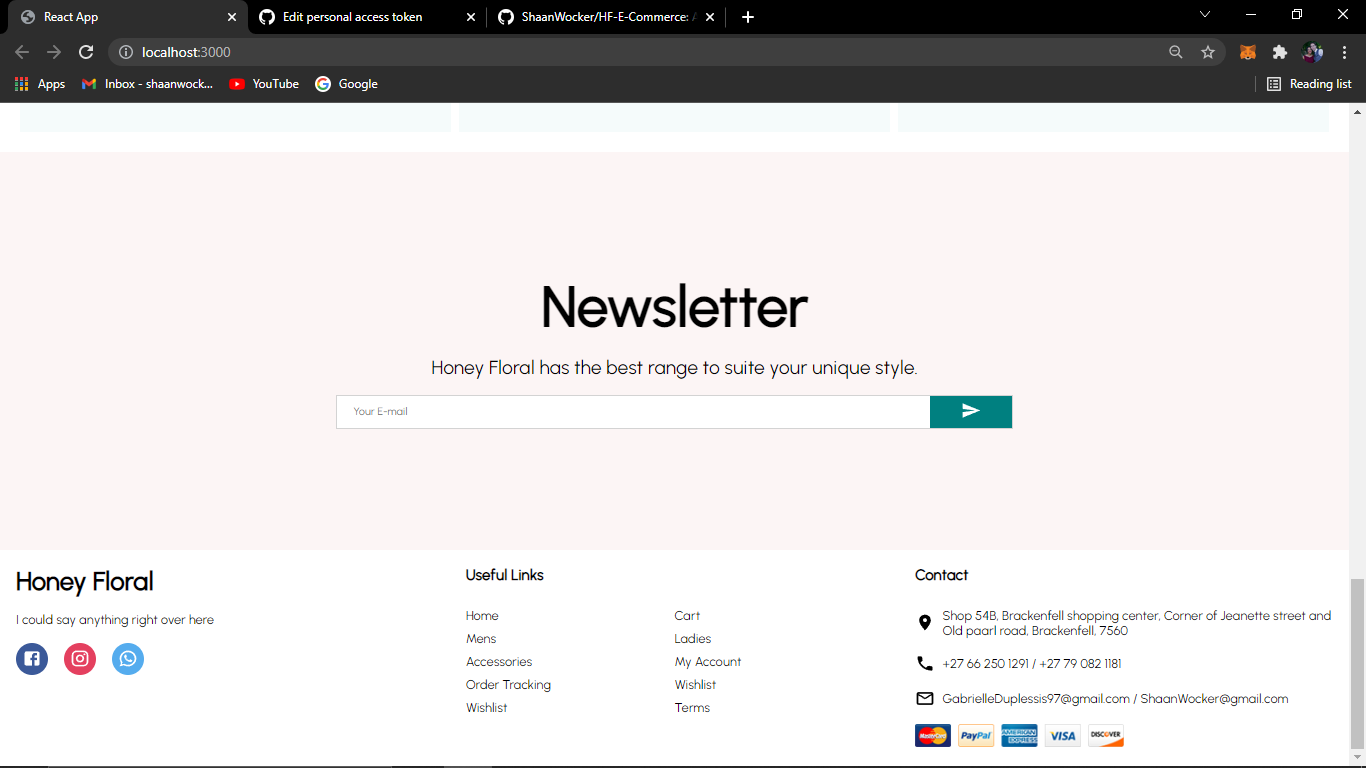 React App
Edit personal access token
ShaanWocker/HF-E-Commerce: A
localhost:3000
Apps
Inbox - shaanwock...
YouTube
Google
Reading list
Newsletter
Honey Floral has the best range to suite your unique style.
Your E-mail
Honey Floral
I could say anything right over here
Useful Links
Home
Cart
Mens
Ladies
Accessories
My Account
Order Tracking
Wishlist
Wishlist
Terms
Contact
Shop 54B, Brackenfell shopping center, Corner of Jeanette street and
Old paarl road, Brackenfell, 7560
+27 66 250 1291 / +27 79 082 1181
GabrielleDuplessis97@gmail.com / ShaanWocker@gmail.com
MasterCard
PayPal
AMERICAN EXPRESS
VISA
DISCOVER